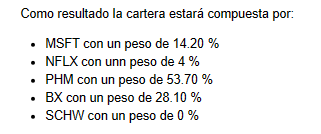 Como resultado la cartera estará compuesta por:
• MSFT con un peso de 14.20 %
• NFLX con unn peso de 4 %
• PHM con un peso de 53.70 %
• BX con un peso de 28.10 %
• SCHW con un peso de 0 %